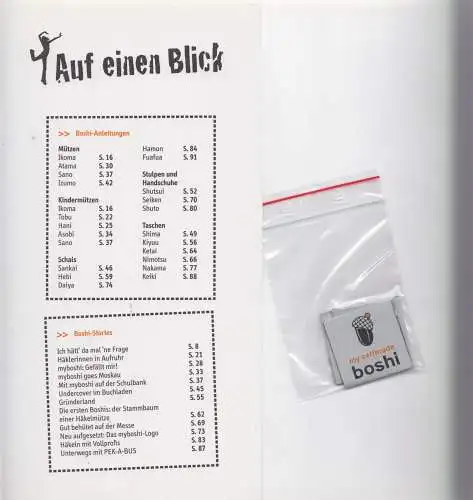 Auf einen Blick
>> Boshi-Anleitungen
Mützen
Ikoma S. 16
Atama S. 30
Sano S. 37
Izumo S. 42
Kindermützen
Ikoma S. 16
Tobu S. 22
Hani S. 25
Asobi S. 34
Sano S. 37
Schals
Sankai S. 46
Hebi S. 59
Daiya S. 74
Hamon S. 84
Fuafua S. 91
Stulpen und
Handschuhe
Shutsui S. 52
Seiken S. 70
Shuto S. 80
Taschen
Shima S. 49
Kiyuu S. 56
Ketai S. 64
Nimotsu S. 66
Nakama S. 77
Keiki S. 88
>> Boshi-Stories
Ich hätt' da mal 'ne Frage S. 8
Häklerinnen in Aufruhr S. 21
myboshi: Gefällt mir! S. 28
myboshi goes Moskau S. 33
Mit myboshi auf der Schulbank S. 37
Undercover im Buchladen S. 45
Gründerland S. 55
Die ersten Boshis: der Stammbaum
einer Häkelmütze S. 62
Gut behütet auf der Messe S. 69
Neu aufgesetzt: Das myboshi-Logo S. 73
Häkeln mit Vollprofis S. 83
Unterwegs mit PEK-A-BUS S. 87
my selfmade
boshi